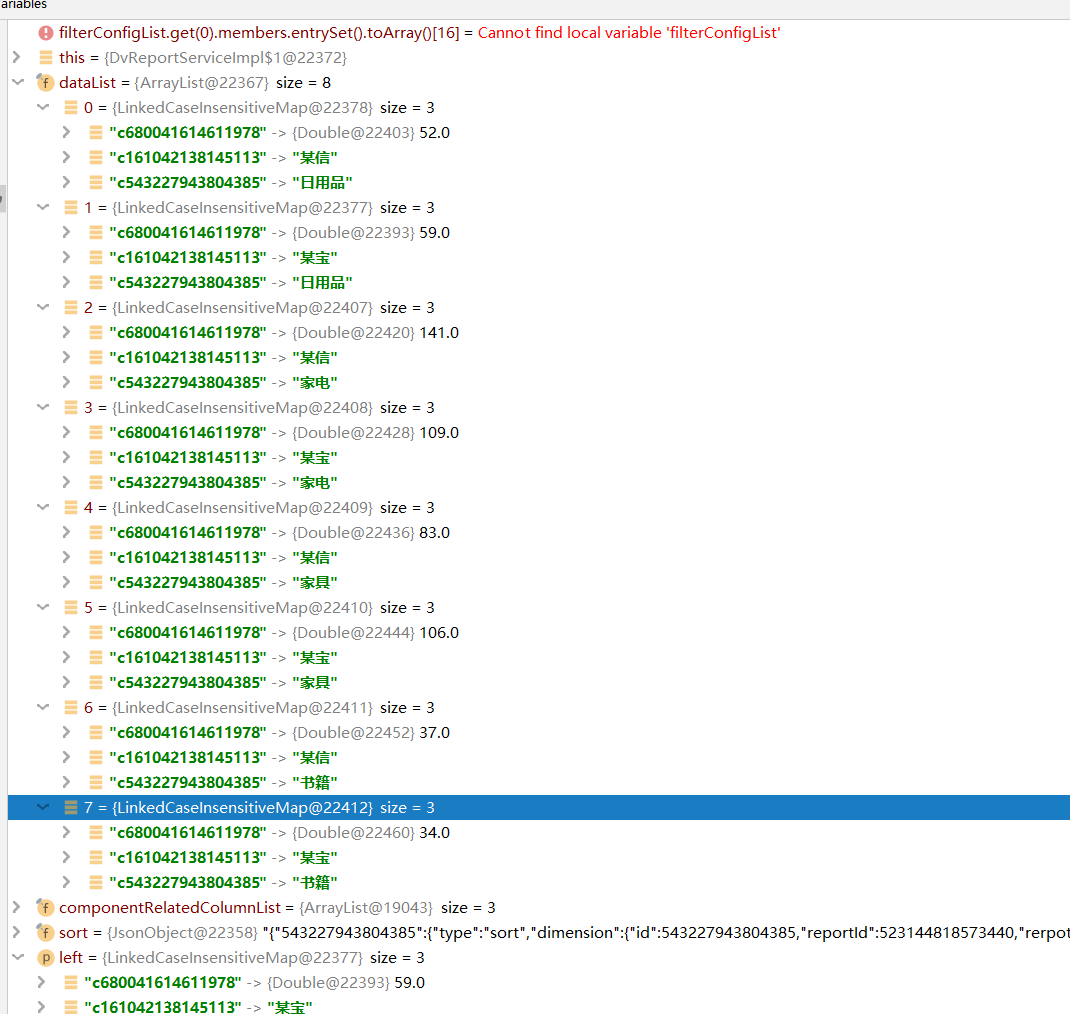 ariables
filterConfigList.get(0).members.entrySet().toArray()[16] = Cannot find local variable 'filterConfigList'
this = {DvReportServiceImpl$1@22372}
dataList = {ArrayList@22367} size = 8
0 = {LinkedCaseInsensitiveMap@22378} size = 3
"c680041614611978" -> {Double@22403} 52.0
"c161042138145113" -> "某信"
"c543227943804385" -> "日用品"
1 = {LinkedCaseInsensitiveMap@22377} size = 3
"c680041614611978" -> {Double@22393} 59.0
"c161042138145113" -> "某宝"
"c543227943804385" -> "日用品"
2 = {LinkedCaseInsensitiveMap@22407} size = 3
"c680041614611978" -> {Double@22420} 141.0
"c161042138145113" -> "某信"
"c543227943804385" -> "家电"
3 = {LinkedCaseInsensitiveMap@22408} size = 3
"c680041614611978" -> {Double@22428} 109.0
"c161042138145113" -> "某宝"
"c543227943804385" -> "家电"
4 = {LinkedCaseInsensitiveMap@22409} size = 3
"c680041614611978" -> {Double@22436} 83.0
"c161042138145113" -> "某信"
"c543227943804385" -> "家具"
5 = {LinkedCaseInsensitiveMap@22410} size = 3
"c680041614611978" -> {Double@22444} 106.0
"c161042138145113" -> "某宝"
"c543227943804385" -> "家具"
6 = {LinkedCaseInsensitiveMap@22411} size = 3
"c680041614611978" -> {Double@22452} 37.0
"c161042138145113" -> "某信"
"c543227943804385" -> "书籍"
7 = {LinkedCaseInsensitiveMap@22412} size = 3
"c680041614611978" -> {Double@22460} 34.0
"c161042138145113" -> "某宝"
"c543227943804385" -> "书籍"
componentRelatedColumnList = {ArrayList@19043} size = 3
sort = {JsonObject@22358} "{"543227943804385":{"type":"sort","dimension":{"id":543227943804385,"reportId":523144818573440,"rerpot
left = {LinkedCaseInsensitiveMap@22377} size = 3
"c680041614611978" -> {Double@22393} 59.0
"c161042138145113" -> "某宝"